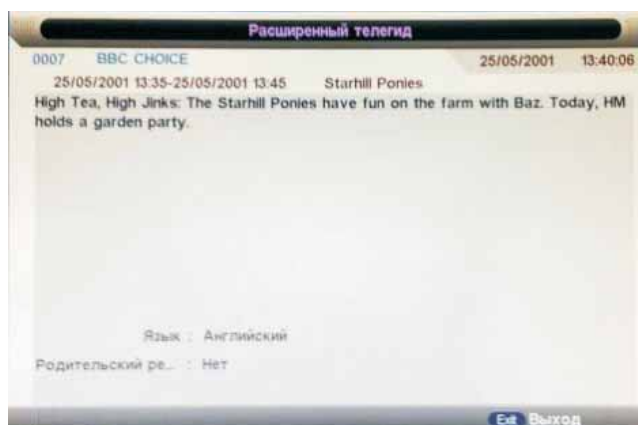 Расширенный телегид
0007 BBC CHOICE 25/05/2001 13:40:06
25/05/2001 13:35-25/05/2001 13:45 Starhill Ponies
High Tea, High Jinks: The Starhill Ponies have fun on the farm with Baz. Today, HM
holds a garden party.
Язык : Английский
Родительский ре... : Нет
Exit Выход